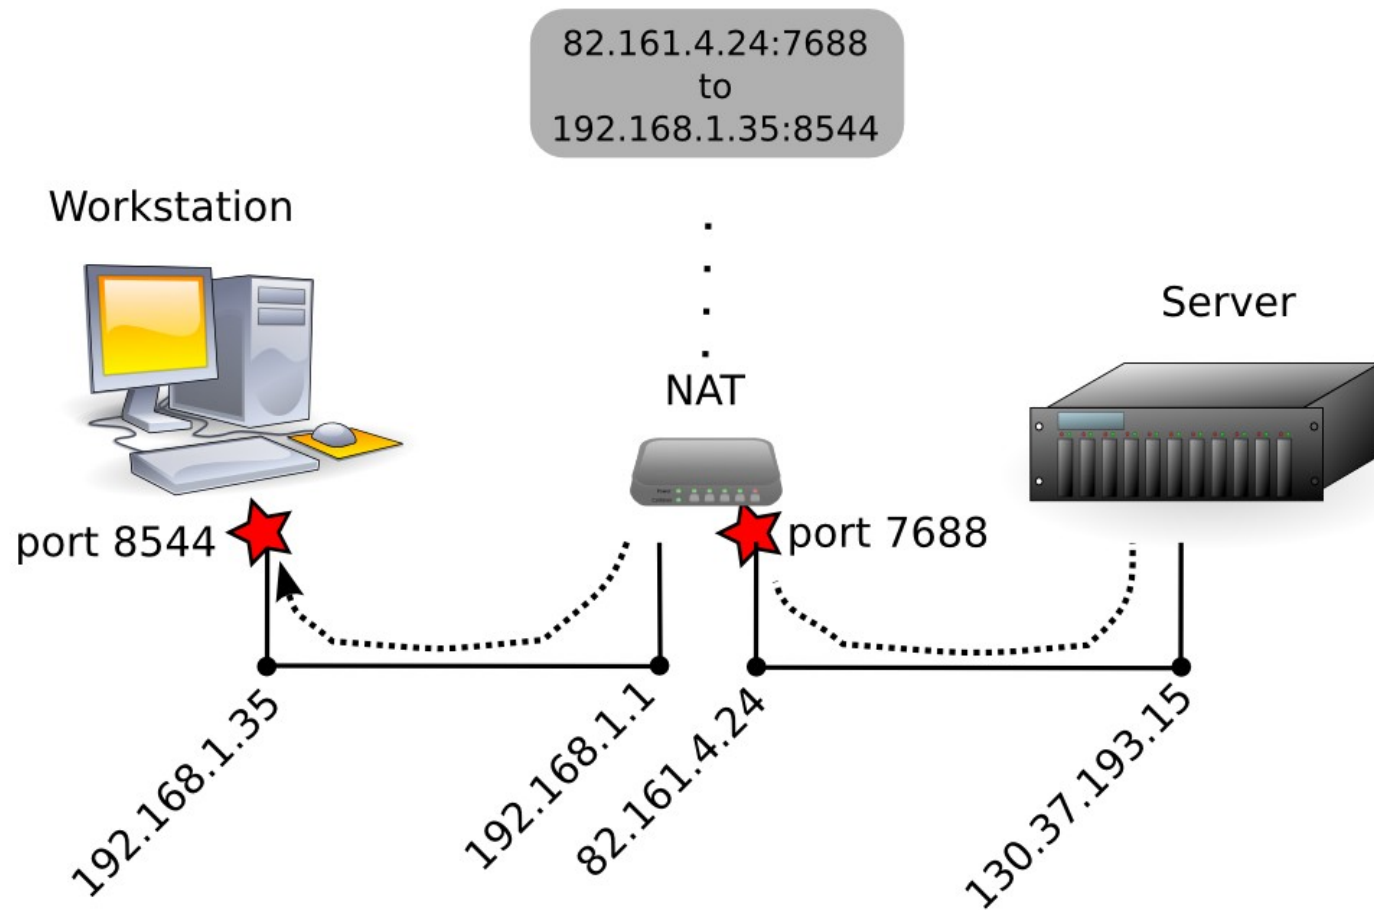 82.161.4.24:7688
to
192.168.1.35:8544
Workstation
Server
NAT
port 8544
port 7688
192.168.1.35
192.168.1.1
82.161.4.24
130.37.193.15